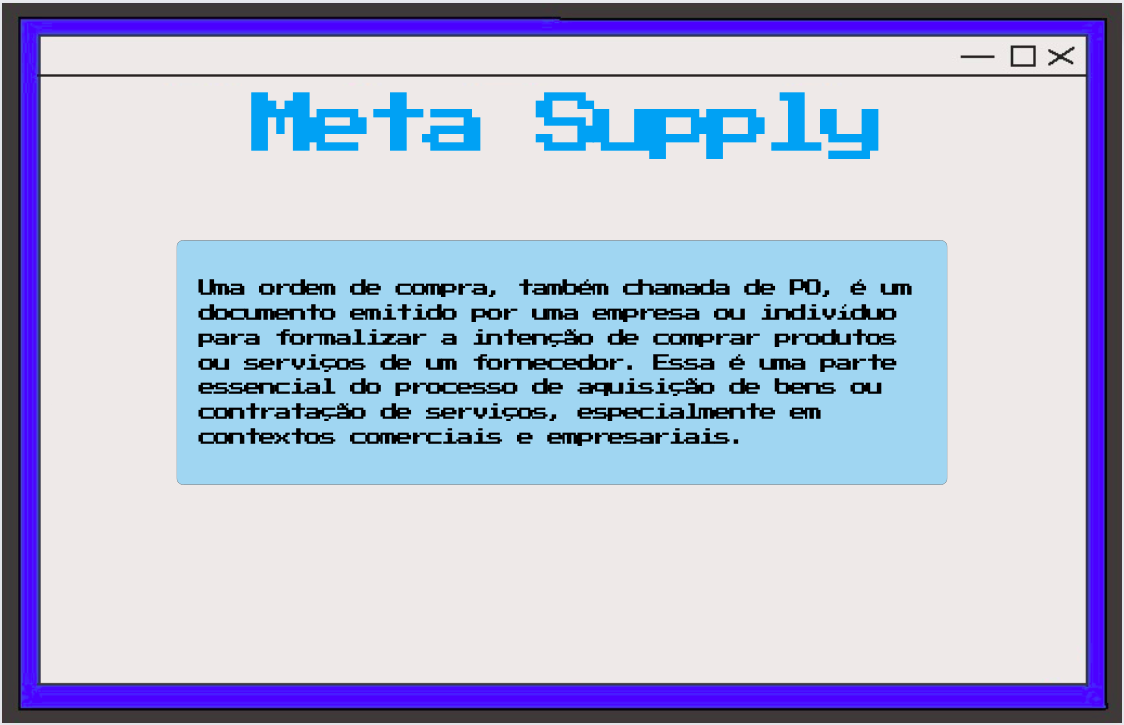 Meta Supply
Uma ordem de compra, também chamada de PO, é um
documento emitido por uma empresa ou indivíduo
para formalizar a intenção de comprar produtos
ou serviços de um fornecedor. Essa é uma parte
essencial do processo de aquisição de bens ou
contratação de serviços, especialmente em
contextos comerciais e empresariais.